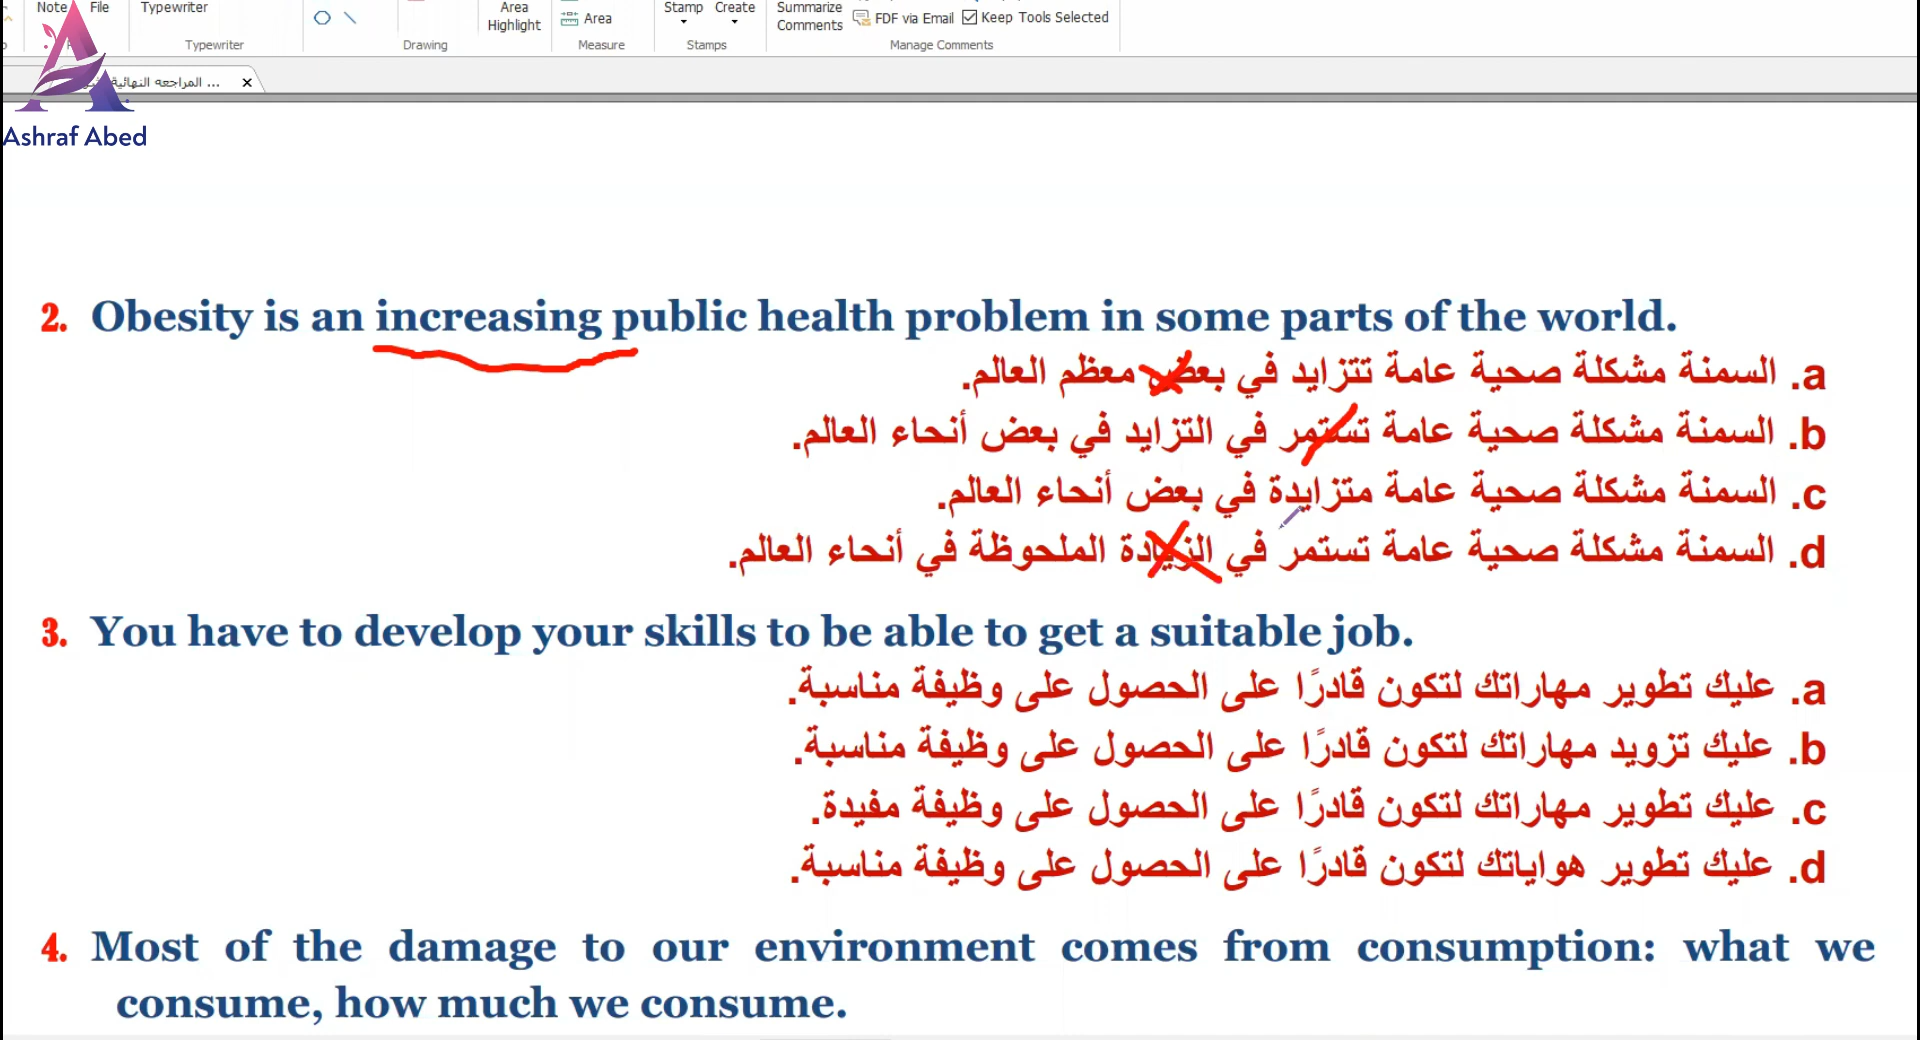 Note File Typewriter Area Highlight Area Stamp Create Summarize Comments FDF via Email Keep Tools Selected
Typewriter Drawing Measure Stamps Manage Comments
... المراجعه النهائية
Ashraf Abed
2. Obesity is an increasing public health problem in some parts of the world.
a. السمنة مشكلة صحية عامة تتزايد في بعض معظم العالم.
b. السمنة مشكلة صحية عامة تستمر في التزايد في بعض أنحاء العالم.
c. السمنة مشكلة صحية عامة متزايدة في بعض أنحاء العالم.
d. السمنة مشكلة صحية عامة تستمر في الزيادة الملحوظة في أنحاء العالم.
3. You have to develop your skills to be able to get a suitable job.
a. عليك تطوير مهاراتك لتكون قادرًا على الحصول على وظيفة مناسبة.
b. عليك تزويد مهاراتك لتكون قادرًا على الحصول على وظيفة مناسبة.
c. عليك تطوير مهاراتك لتكون قادرًا على الحصول على وظيفة مفيدة.
d. عليك تطوير هواياتك لتكون قادرًا على الحصول على وظيفة مناسبة.
4. Most of the damage to our environment comes from consumption: what we
consume, how much we consume.